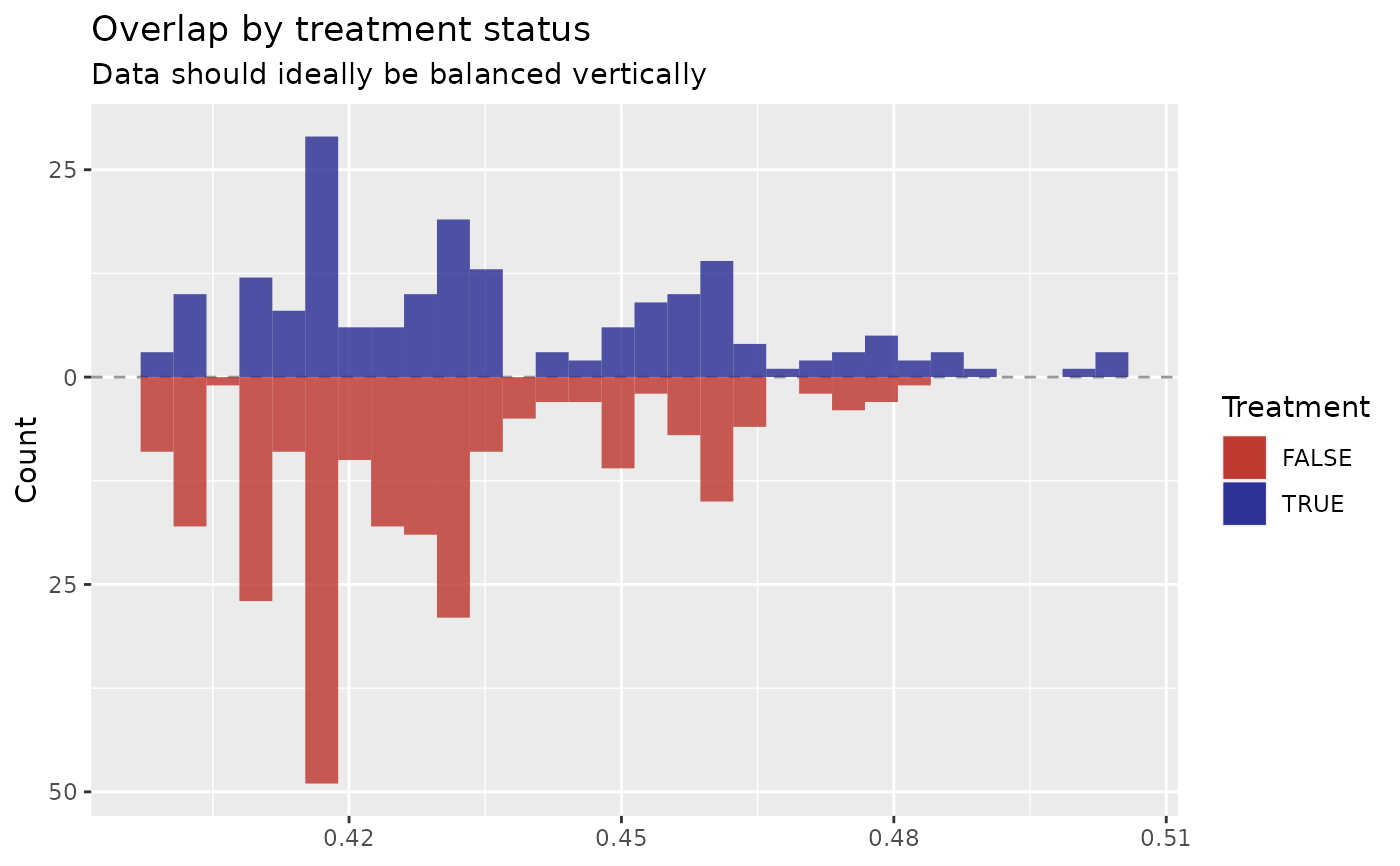 Overlap by treatment status
Data should ideally be balanced vertically
25
0
25
50
Count
0.42
0.45
0.48
0.51
Treatment
FALSE
TRUE